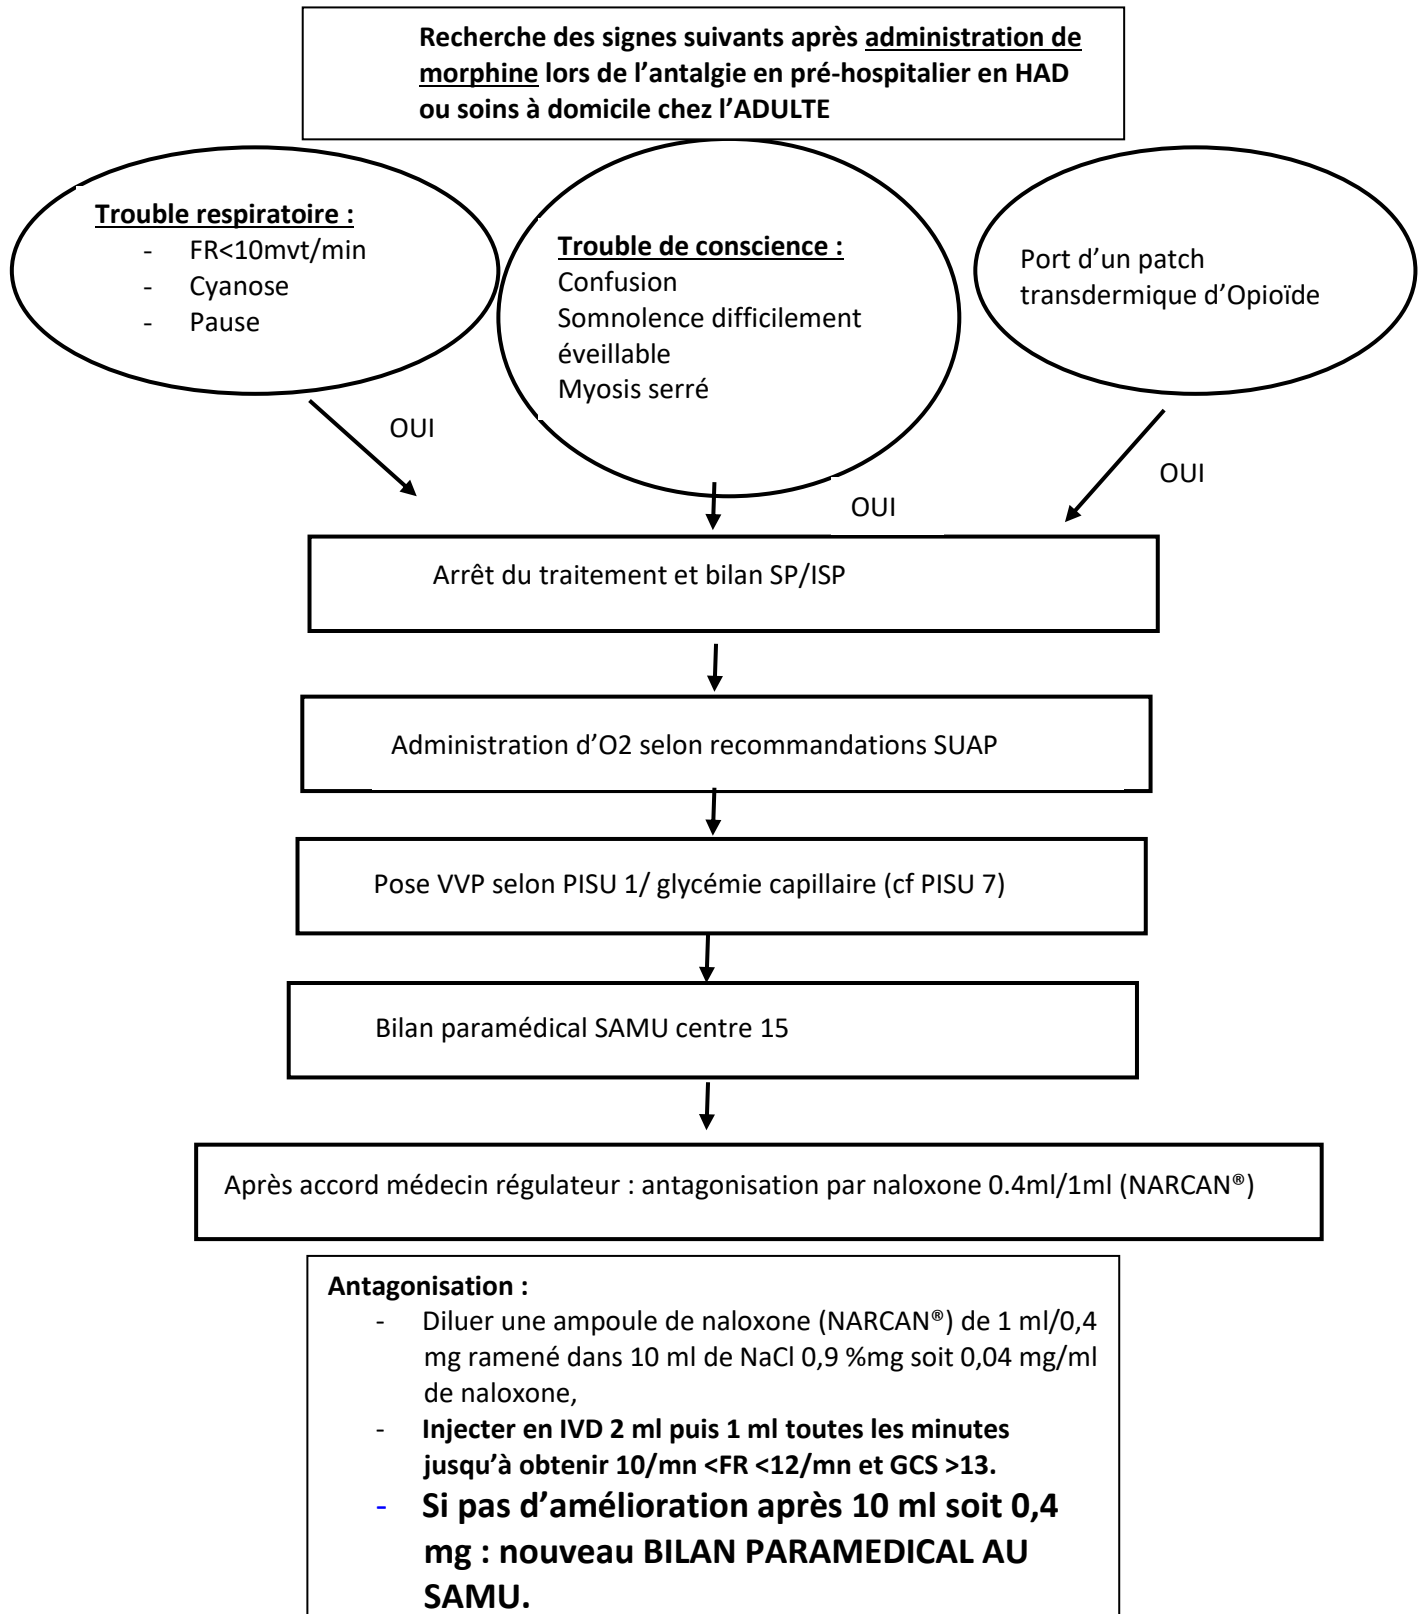 Recherche des signes suivants après administration de
morphine lors de l’antalgie en pré-hospitalier en HAD
ou soins à domicile chez l’ADULTE
Trouble respiratoire :
- FR<10mvt/min
- Cyanose
- Pause
Trouble de conscience :
Confusion
Somnolence difficilement
éveillable
Myosis serré
Port d’un patch
transdermique d’Opioïde
OUI
OUI
OUI
Arrêt du traitement et bilan SP/ISP
Administration d’O2 selon recommandations SUAP
Pose VVP selon PISU 1/ glycémie capillaire (cf PISU 7)
Bilan paramédical SAMU centre 15
Après accord médecin régulateur : antagonisation par naloxone 0.4ml/1ml (NARCAN®)
Antagonisation :
- Diluer une ampoule de naloxone (NARCAN®) de 1 ml/0,4
mg ramené dans 10 ml de NaCl 0,9 %mg soit 0,04 mg/ml
de naloxone,
- Injecter en IVD 2 ml puis 1 ml toutes les minutes
jusqu’à obtenir 10/mn <FR <12/mn et GCS >13.
- Si pas d’amélioration après 10 ml soit 0,4
mg : nouveau BILAN PARAMEDICAL AU
SAMU.